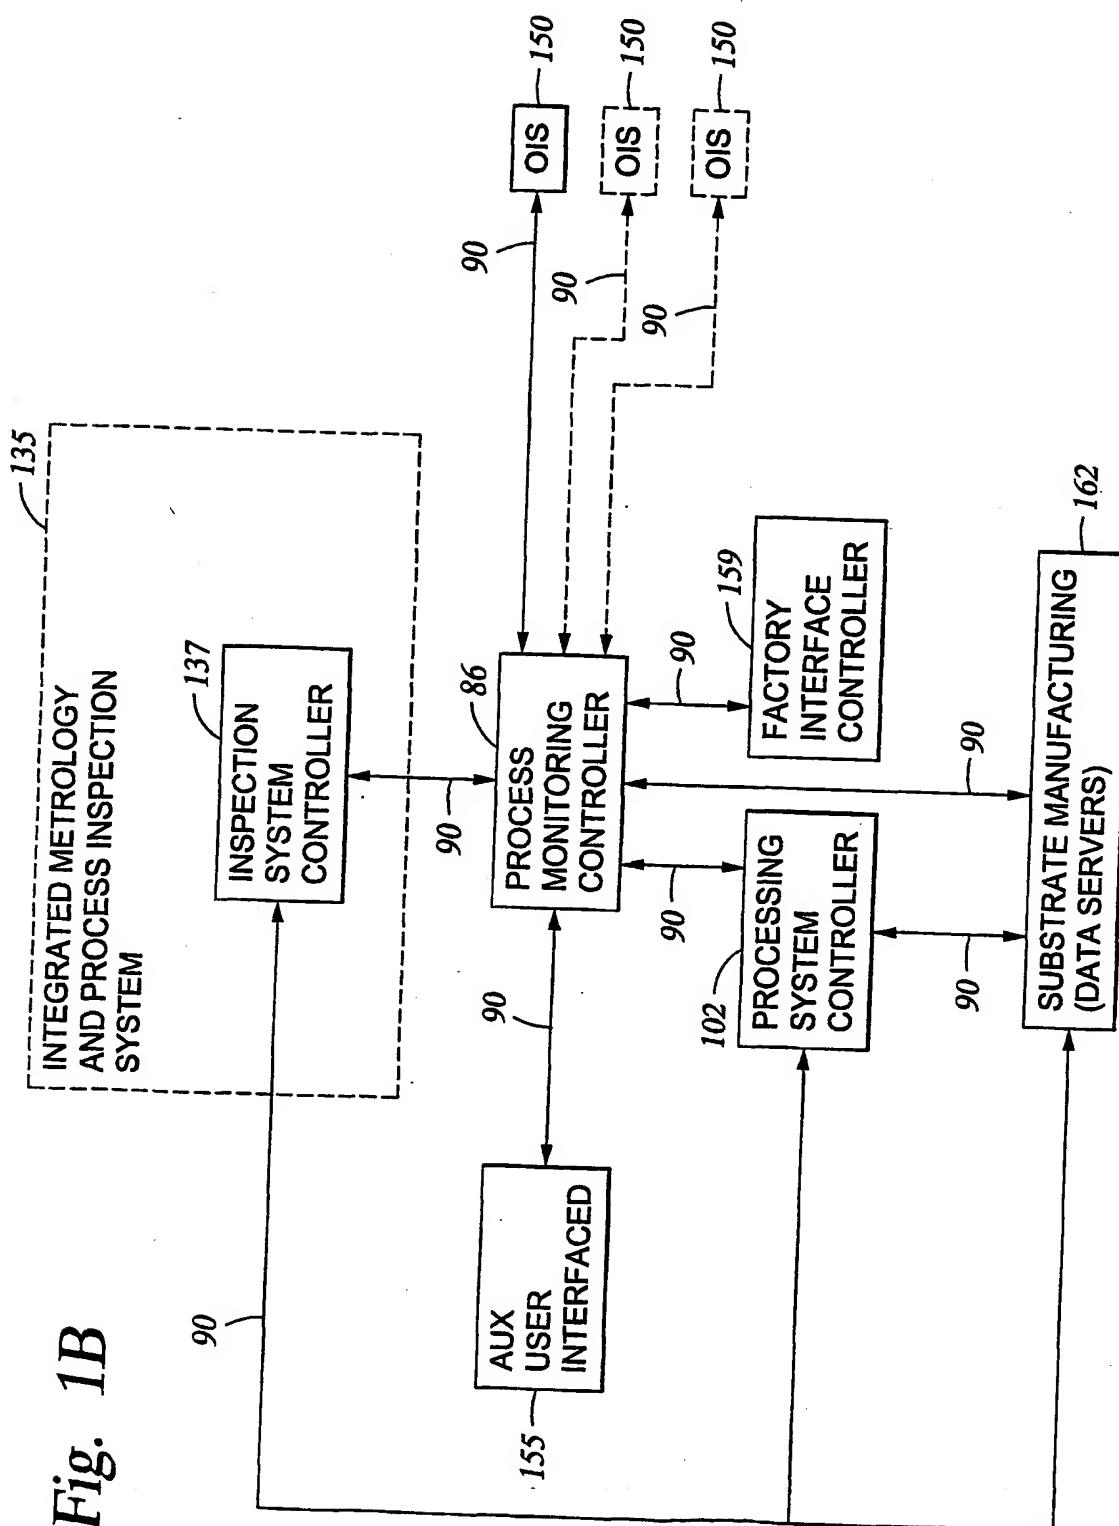 Fig. 1B
135
INTEGRATED METROLOGY
AND PROCESS INSPECTION
SYSTEM
137
INSPECTION
SYSTEM
CONTROLLER
90
90
86
PROCESS
MONITORING
CONTROLLER
90
OIS
150
90
OIS
150
90
OIS
150
90
AUX
USER
INTERFACED
155
90
159
FACTORY
INTERFACE
CONTROLLER
90
102
PROCESSING
SYSTEM
CONTROLLER
90
90
162
SUBSTRATE MANUFACTURING
(DATA SERVERS)